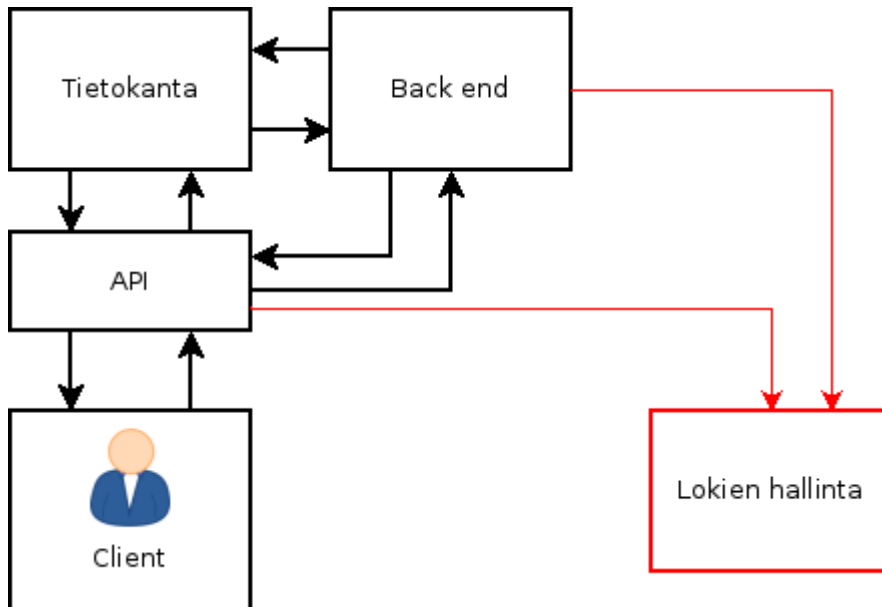 Tietokanta
Back end
API
Client
Lokien hallinta